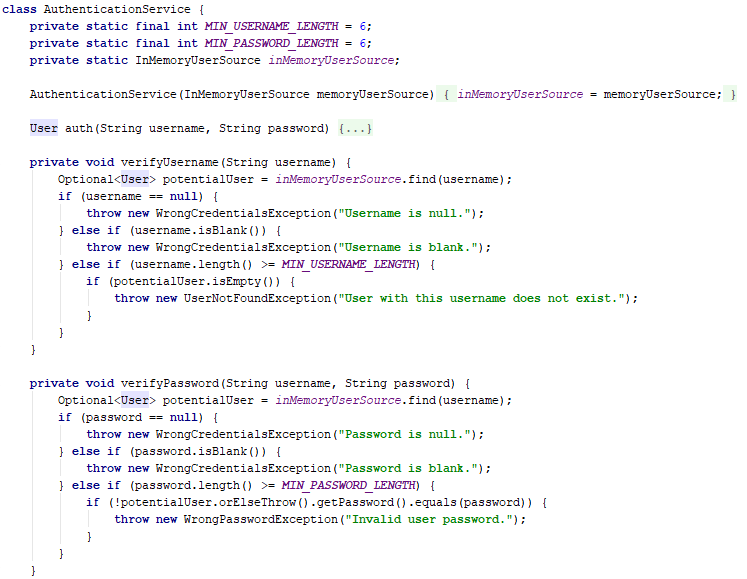 class AuthenticationService {
    private static final int MIN_USERNAME_LENGTH = 6;
    private static final int MIN_PASSWORD_LENGTH = 6;
    private static InMemoryUserSource inMemoryUserSource;
    AuthenticationService(InMemoryUserSource memoryUserSource) { inMemoryUserSource = memoryUserSource; }
    User auth(String username, String password) {...}
    private void verifyUsername(String username) {
        Optional<User> potentialUser = inMemoryUserSource.find(username);
        if (username == null) {
            throw new WrongCredentialsException("Username is null.");
        } else if (username.isBlank()) {
            throw new WrongCredentialsException("Username is blank.");
        } else if (username.length() >= MIN_USERNAME_LENGTH) {
            if (potentialUser.isEmpty()) {
                throw new UserNotFoundException("User with this username does not exist.");
            }
        }
    }
    private void verifyPassword(String username, String password) {
        Optional<User> potentialUser = inMemoryUserSource.find(username);
        if (password == null) {
            throw new WrongCredentialsException("Password is null.");
        } else if (password.isBlank()) {
            throw new WrongCredentialsException("Password is blank.");
        } else if (password.length() >= MIN_PASSWORD_LENGTH) {
            if (!potentialUser.orElseThrow().getPassword().equals(password)) {
                throw new WrongPasswordException("Invalid user password.");
            }
        }
    }